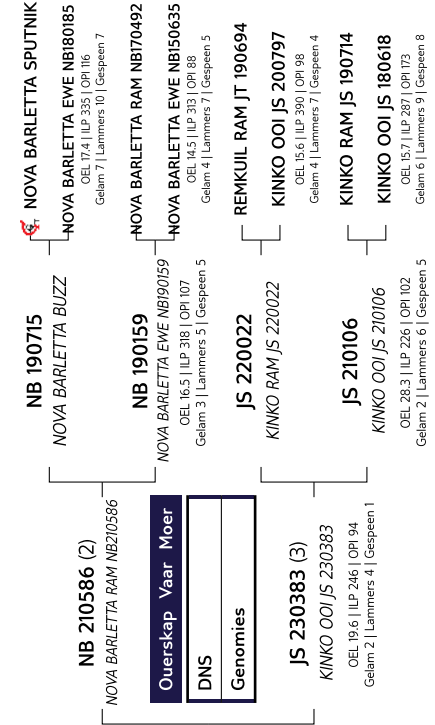 NB 210586 (2)
NOVA BARLETTA RAM NB210586
Ouerskap Vaar Moer
DNS
Genomies
JS 230383 (3)
KINKO OOI JS 230383
OEL 19.6 | ILP 246 | OPI 94
Gelam 2 | Lammers 4 | Gespeen 1
NB 190715
NOVA BARLETTA BUZZ
NB 190159
NOVA BARLETTA EWE NB190159
OEL 16.5 | ILP 318 | OPI 107
Gelam 3 | Lammers 5 | Gespeen 5
JS 220022
KINKO RAM JS 220022
JS 210106
KINKO OOI JS 210106
OEL 28.3 | ILP 226 | OPI 102
Gelam 2 | Lammers 6 | Gespeen 5
NOVA BARLETTA SPUTNIK
NOVA BARLETTA EWE NB180185
OEL 17.4 | ILP 335 | OPI 116
Gelam 7 | Lammers 10 | Gespeen 7
NOVA BARLETTA RAM NB170492
NOVA BARLETTA EWE NB150635
OEL 14.5 | ILP 313 | OPI 88
Gelam 4 | Lammers 7 | Gespeen 5
REMKUIL RAM JT 190694
KINKO OOI JS 200797
OEL 15.6 | ILP 390 | OPI 98
Gelam 4 | Lammers 7 | Gespeen 4
KINKO RAM JS 190714
KINKO OOI JS 180618
OEL 15.7 | ILP 287 | OPI 173
Gelam 6 | Lammers 9 | Gespeen 8